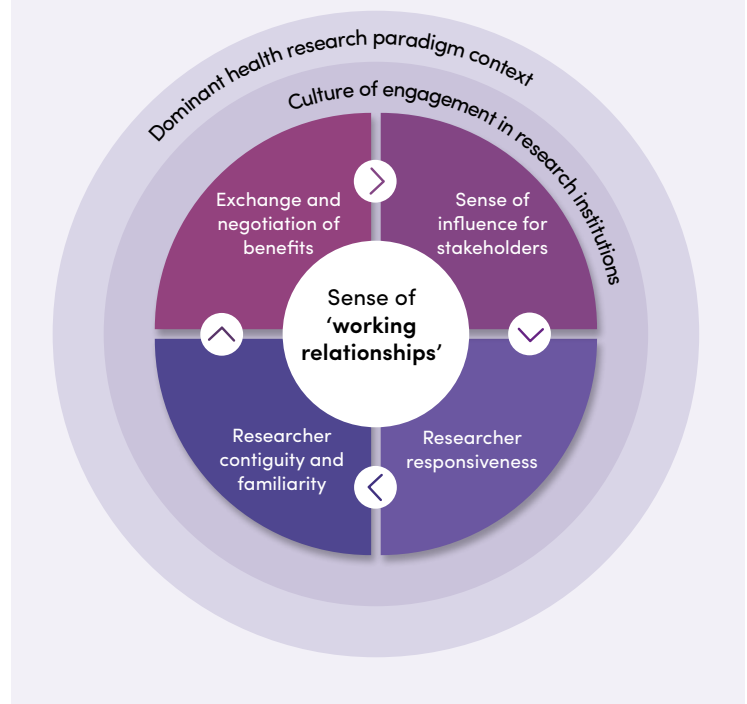 Dominant health research paradigm context
Culture of engagement in research institutions
Exchange and
negotiation of
benefits
Sense of
influence for
stakeholders
Sense of
‘working
relationships’
Researcher
contiguity and
familiarity
Researcher
responsiveness